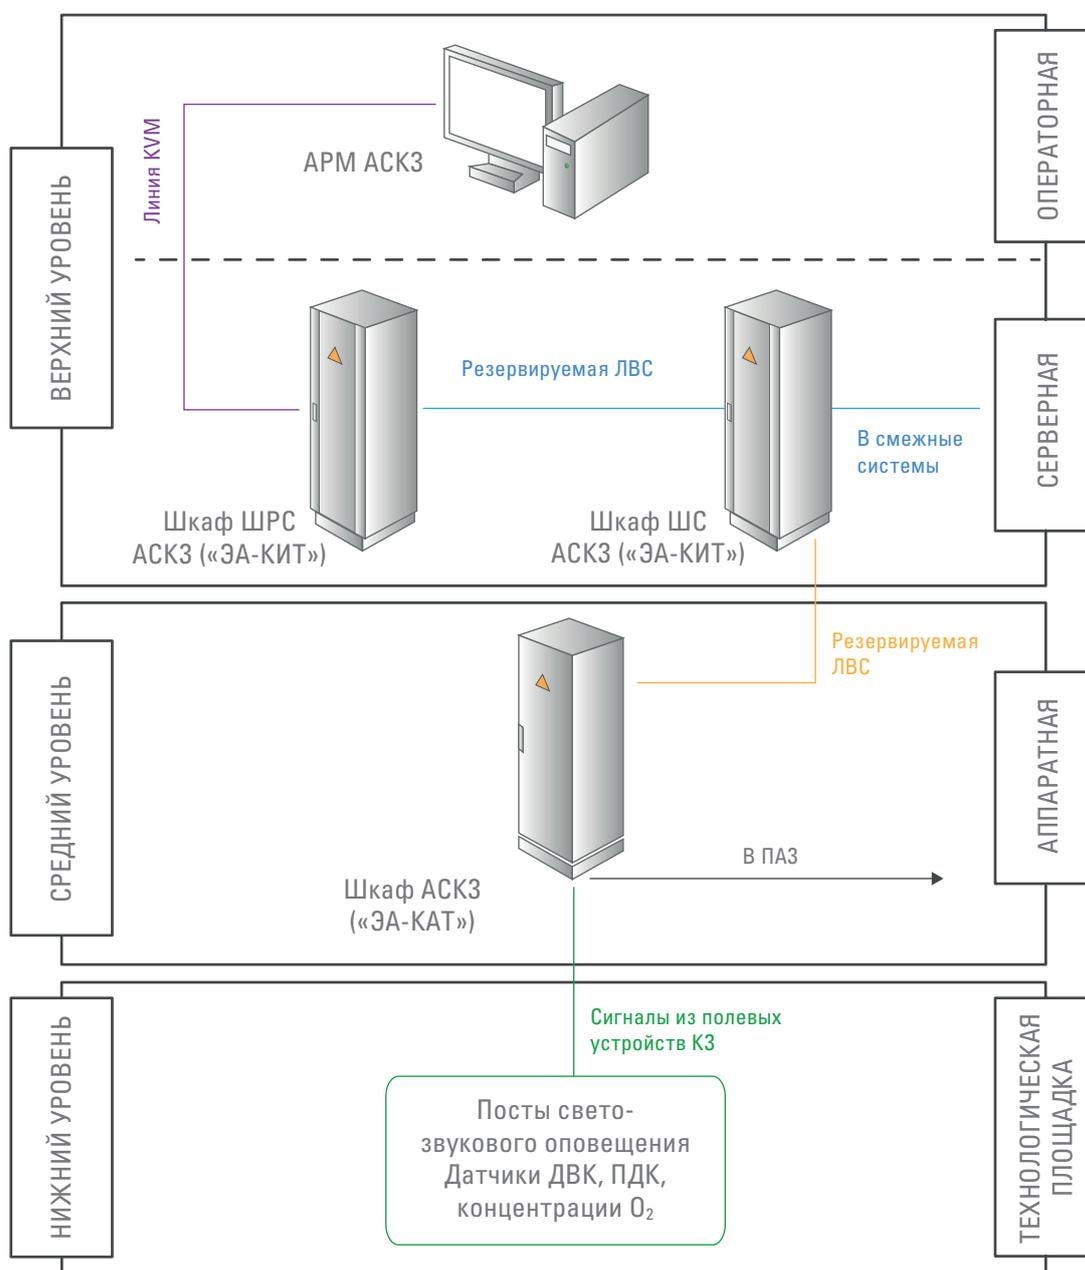 ОПЕРАТОРНАЯ
Линия KVM
АРМ АСКЗ
ВЕРХНИЙ УРОВЕНЬ
СЕРВЕРНАЯ
Резервируемая ЛВС
В смежные
системы
Шкаф ШРС
АСКЗ («ЭА-КИТ»)
Шкаф ШС
АСКЗ («ЭА-КИТ»)
Резервируемая
ЛВС
СРЕДНИЙ УРОВЕНЬ
АППАРАТНАЯ
В ПАЗ
Шкаф АСКЗ
(«ЭА-КАТ»)
Сигналы из полевых
устройств КЗ
НИЖНИЙ УРОВЕНЬ
ТЕХНОЛОГИЧЕСКАЯ
ПЛОЩАДКА
Посты свето-
звукового оповещения
Датчики ДВК, ПДК,
концентрации O₂